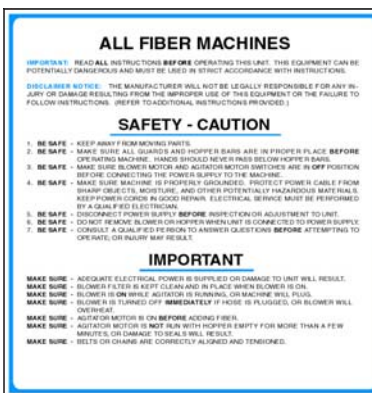 ALL FIBER MACHINES
IMPORTANT: READ ALL INSTRUCTIONS BEFORE OPERATING THIS UNIT. THIS EQUIPMENT CAN BE
POTENTIALLY DANGEROUS AND MUST BE USED IN STRICT ACCORDANCE WITH INSTRUCTIONS.
DISCLAIMER NOTICE: THE MANUFACTURER WILL NOT BE LEGALLY RESPONSIBLE FOR ANY IN-
JURY OR DAMAGE RESULTING FROM THE IMPROPER USE OF THIS EQUIPMENT OR THE FAILURE TO
FOLLOW INSTRUCTIONS. (REFER TO ADDITIONAL INSTRUCTIONS PROVIDED.)
SAFETY - CAUTION
1. BE SAFE - KEEP AWAY FROM MOVING PARTS.
2. BE SAFE - MAKE SURE ALL GUARDS AND HOPPER BARS ARE IN PROPER PLACE BEFORE
OPERATING MACHINE. HANDS SHOULD NEVER PASS BELOW HOPPER BARS.
3. BE SAFE - MAKE SURE BLOWER MOTOR AND AGITATOR MOTOR SWITCHES ARE IN OFF POSITION
BEFORE CONNECTING THE POWER SUPPLY TO THE MACHINE.
4. BE SAFE - MAKE SURE MACHINE IS PROPERLY GROUNDED. PROTECT POWER CABLE FROM
SHARP OBJECTS, MOISTURE, AND OTHER POTENTIALLY HAZARDOUS MATERIALS.
KEEP POWER CORDS IN GOOD REPAIR. ELECTRICAL SERVICE MUST BE PERFORMED
BY A QUALIFIED ELECTRICIAN.
5. BE SAFE - DISCONNECT POWER SUPPLY BEFORE INSPECTION OR ADJUSTMENT TO UNIT.
6. BE SAFE - DO NOT REMOVE BLOWER OR HOPPER WHEN UNIT IS CONNECTED TO POWER SUPPLY.
7. BE SAFE - CONSULT A QUALIFIED PERSON TO ANSWER QUESTIONS BEFORE ATTEMPTING TO
OPERATE, OR INJURY MAY RESULT.
IMPORTANT
MAKE SURE - ADEQUATE ELECTRICAL POWER IS SUPPLIED OR DAMAGE TO UNIT WILL RESULT.
MAKE SURE - BLOWER FILTER IS KEPT CLEAN AND IN PLACE WHEN BLOWER IS ON.
MAKE SURE - BLOWER IS ON WHILE AGITATOR IS RUNNING, OR MACHINE WILL PLUG.
MAKE SURE - BLOWER IS TURNED OFF IMMEDIATELY IF HOSE IS PLUGGED, OR BLOWER WILL
OVERHEAT.
MAKE SURE - AGITATOR MOTOR IS ON BEFORE ADDING FIBER.
MAKE SURE - AGITATOR MOTOR IS NOT RUN WITH HOPPER EMPTY FOR MORE THAN A FEW
MINUTES, OR DAMAGE TO SEALS WILL RESULT.
MAKE SURE - BELTS OR CHAINS ARE CORRECTLY ALIGNED AND TENSIONED.